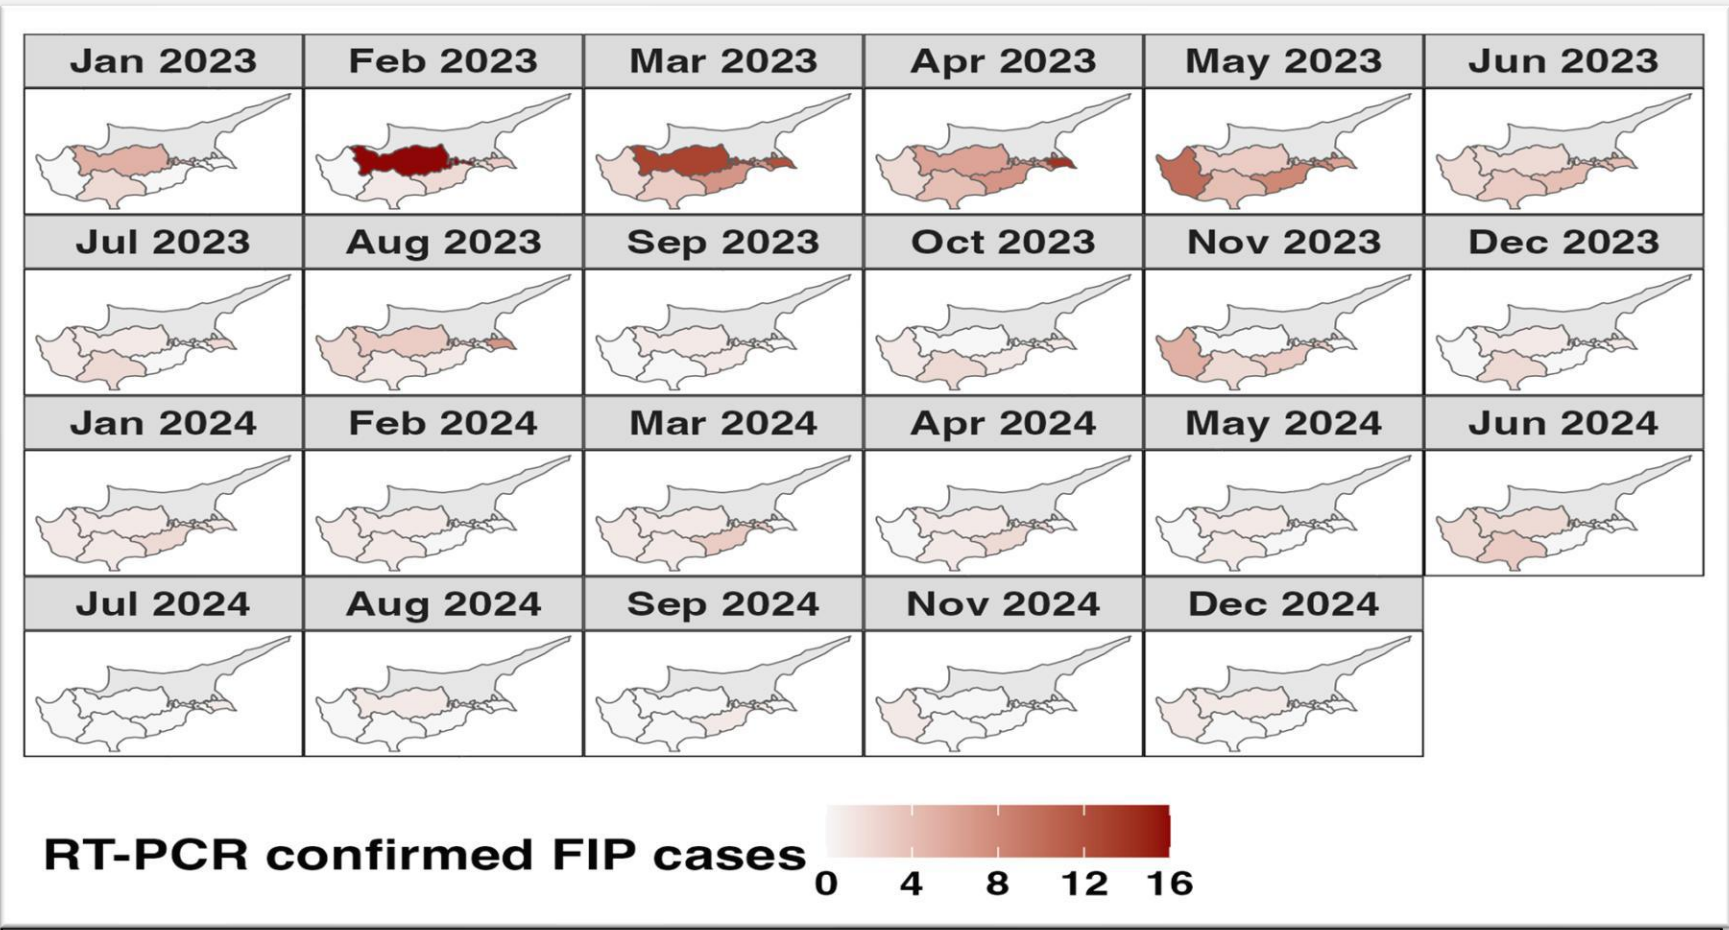 Jan 2023 Feb 2023 Mar 2023 Apr 2023 May 2023 Jun 2023
Jul 2023 Aug 2023 Sep 2023 Oct 2023 Nov 2023 Dec 2023
Jan 2024 Feb 2024 Mar 2024 Apr 2024 May 2024 Jun 2024
Jul 2024 Aug 2024 Sep 2024 Nov 2024 Dec 2024
RT-PCR confirmed FIP cases
0 4 8 12 16